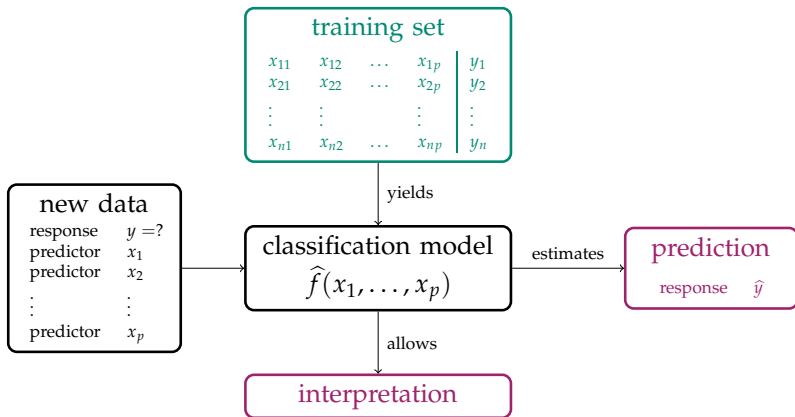 training set
x₁₁ x₁₂ … x₁ₚ y₁
x₂₁ x₂₂ … x₂ₚ y₂
⋮ ⋮ ⋮ ⋮
xₙ₁ xₙ₂ … xₙₚ yₙ
yields
new data
response y =?
predictor x₁
predictor x₂
⋮ ⋮
predictor xₚ
classification model
f̂(x₁, …, xₚ)
estimates
prediction
response ŷ
allows
interpretation